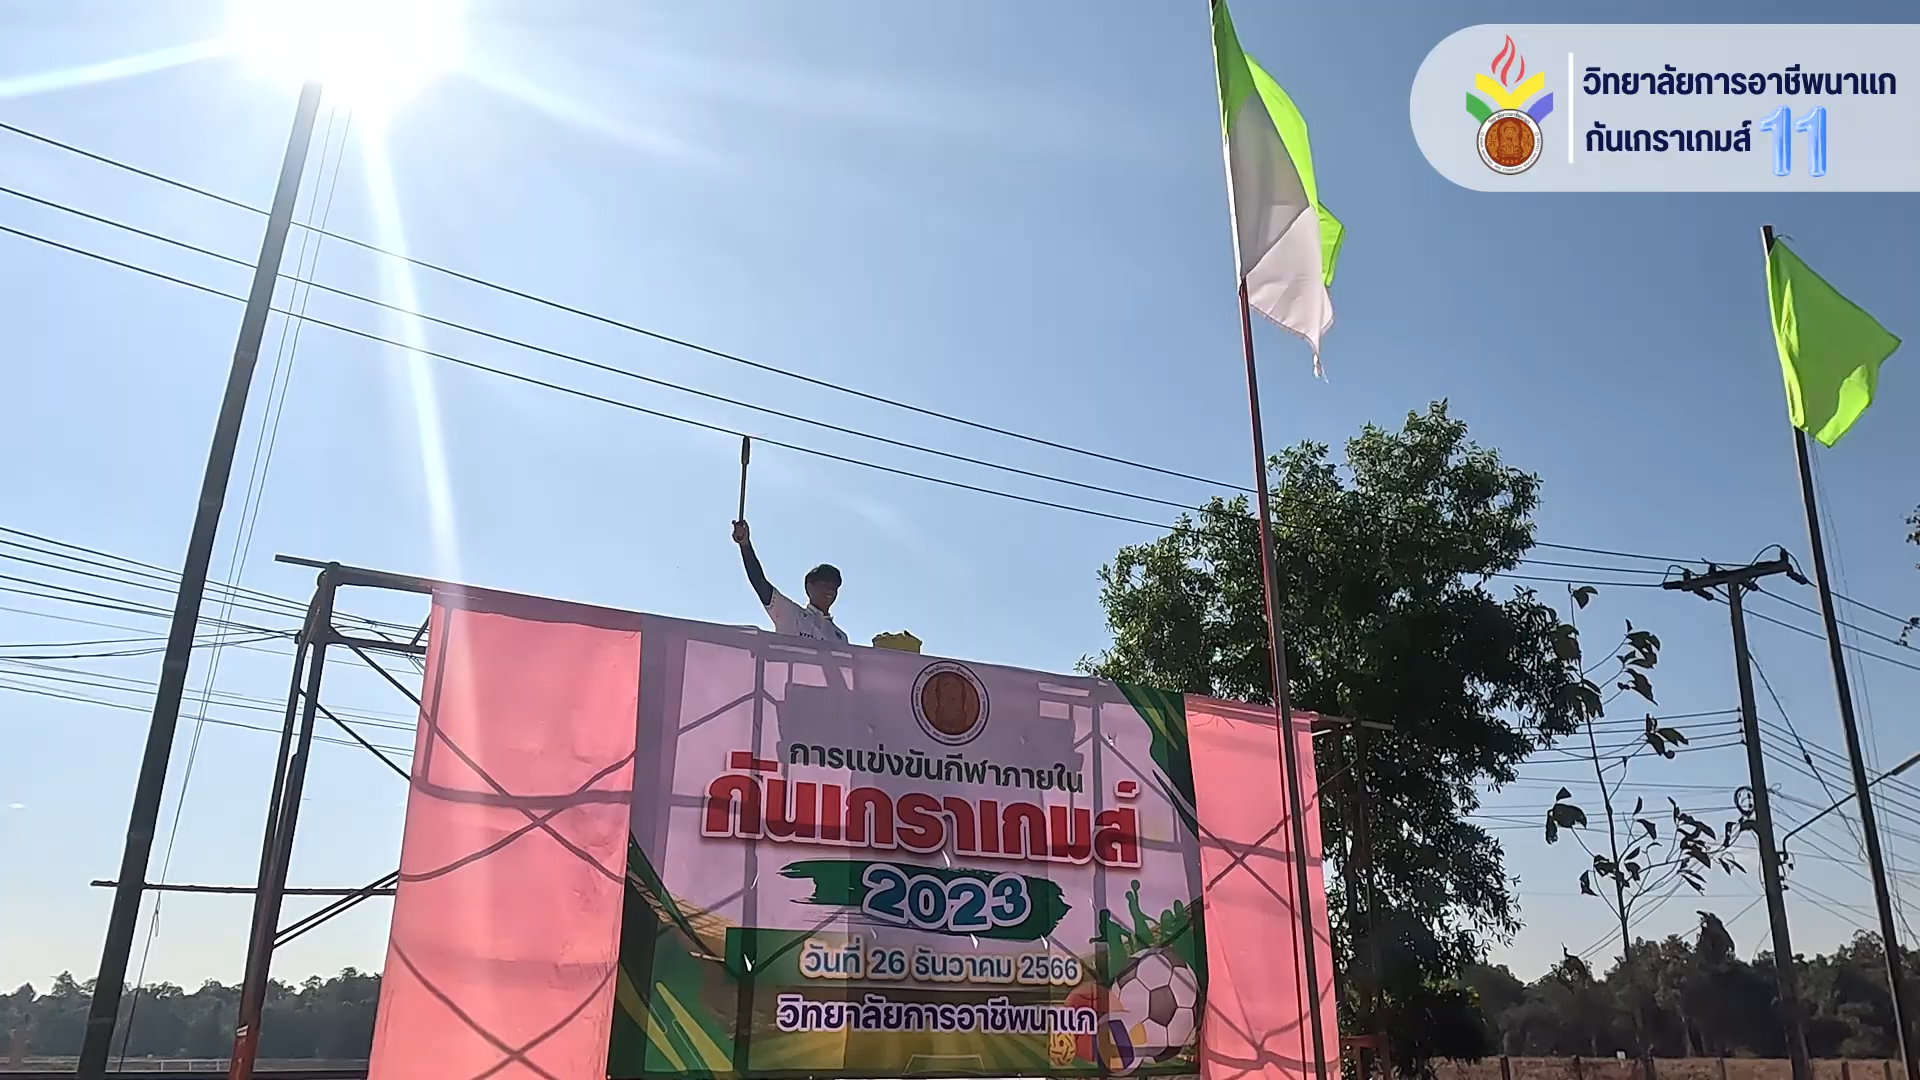 วิทยาลัยการอาชีพนาแก
กันเกราเกมส์ 11
การแข่งขันกีฬาภายใน
กันเกราเกมส์
2023
วันที่ 26 ธันวาคม 2566
วิทยาลัยการอาชีพนาแก